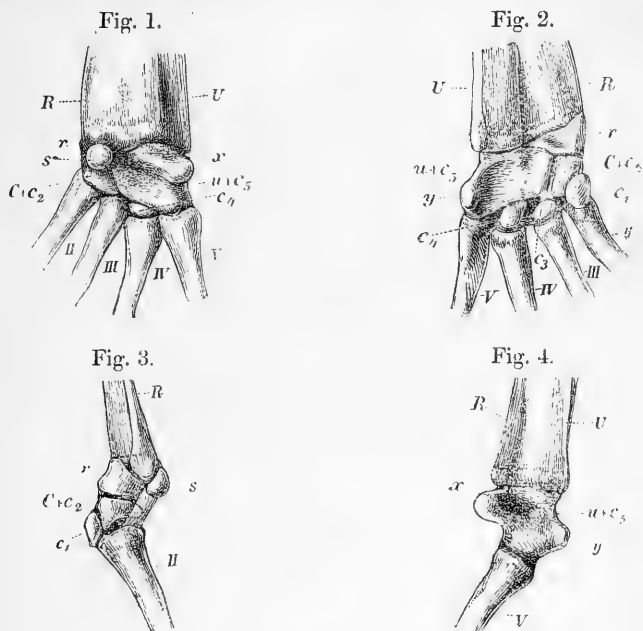 Fig. 1.
R
U
r
s
x
u+c5
C+c2
c4
II
III
IV
V
Fig. 2.
U
R
r
u+c5
C+c2
y
c1
c4
c3
II
III
IV
V
Fig. 3.
R
r
s
C+c2
c1
II
Fig. 4.
R
U
x
u+c5
y
V